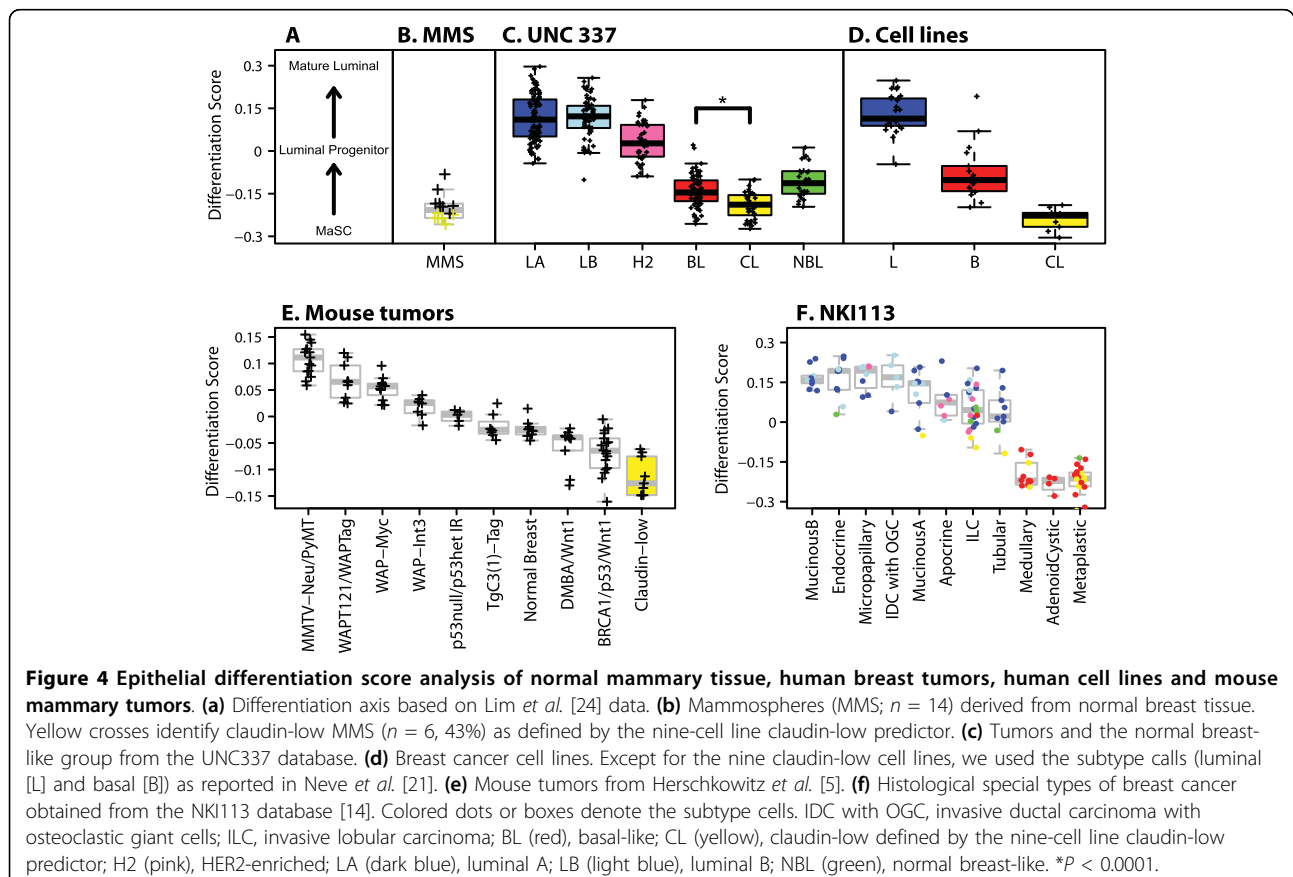 A
B. MMS
C. UNC 337
D. Cell lines
Differentiation Score
0.3
0.15
0
−0.15
−0.3
Mature Luminal
Luminal Progenitor
MaSC
*
MMS
LA
LB
H2
BL
CL
NBL
L
B
CL
E. Mouse tumors
Differentiation Score
0.15
0.10
0.05
0
−0.05
−0.1
−0.15
MMTV−Neu/PyMT
WAPT121/WAPTag
WAP−Myc
WAP−Int3
p53null/p53het IR
TgC3(1)−Tag
Normal Breast
DMBA/Wnt1
BRCA1/p53/Wnt1
Claudin−low
F. NKI113
Differentiation Score
0.3
0.15
0
−0.15
−0.3
MucinousB
Endocrine
Micropapillary
IDC with OGC
MucinousA
Apocrine
ILC
Tubular
Medullary
AdenoidCystic
Metaplastic
Figure 4 Epithelial differentiation score analysis of normal mammary tissue, human breast tumors, human cell lines and mouse
mammary tumors. (a) Differentiation axis based on Lim et al. [24] data. (b) Mammospheres (MMS; n = 14) derived from normal breast tissue.
Yellow crosses identify claudin-low MMS (n = 6, 43%) as defined by the nine-cell line claudin-low predictor. (c) Tumors and the normal breast-
like group from the UNC337 database. (d) Breast cancer cell lines. Except for the nine claudin-low cell lines, we used the subtype calls (luminal
[L] and basal [B]) as reported in Neve et al. [21]. (e) Mouse tumors from Herschkowitz et al. [5]. (f) Histological special types of breast cancer
obtained from the NKI113 database [14]. Colored dots or boxes denote the subtype cells. IDC with OGC, invasive ductal carcinoma with
osteoclastic giant cells; ILC, invasive lobular carcinoma; BL (red), basal-like; CL (yellow), claudin-low defined by the nine-cell line claudin-low
predictor; H2 (pink), HER2-enriched; LA (dark blue), luminal A; LB (light blue), luminal B; NBL (green), normal breast-like. *P < 0.0001.